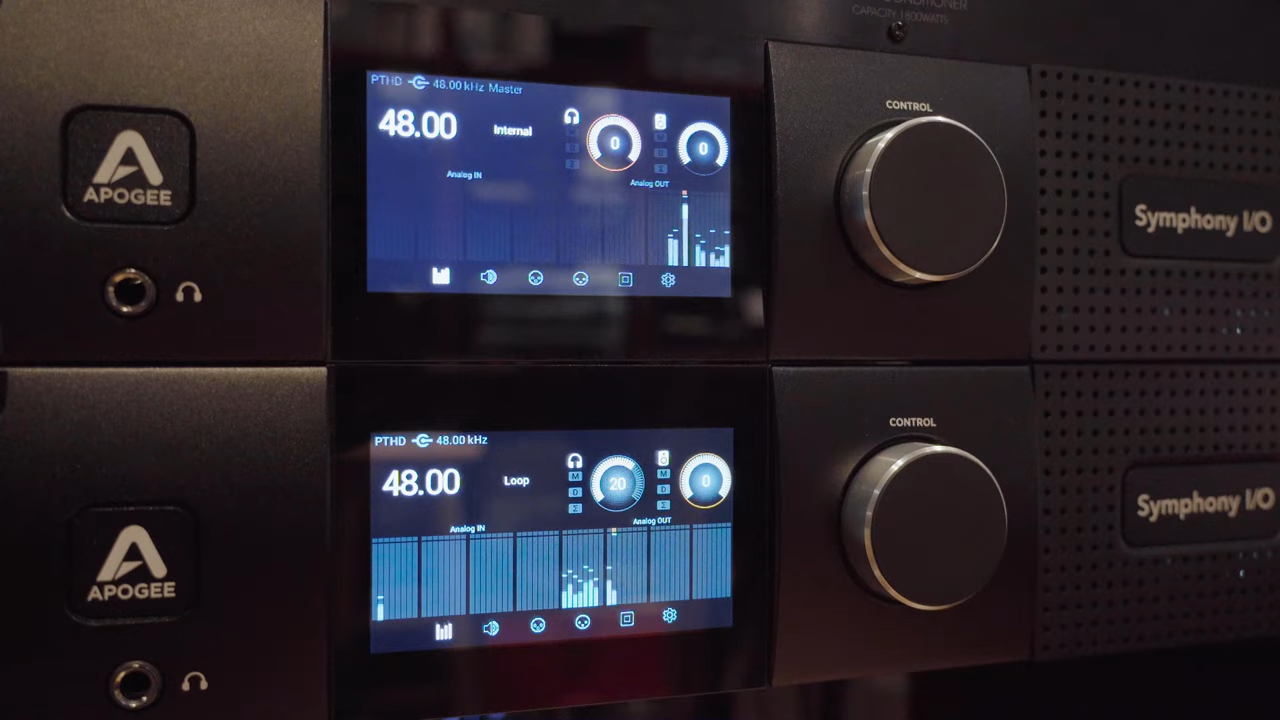 CONDITIONER
CAPACITY 1800WATTS
APOGEE
PTHD 48.00 kHz Master
48.00 Internal
0
0
Analog IN
Analog OUT
CONTROL
Symphony I/O
APOGEE
PTHD 48.00 kHz
48.00 Loop
M
D
Σ
20
M
D
Σ
0
Analog IN
Analog OUT
CONTROL
Symphony I/O